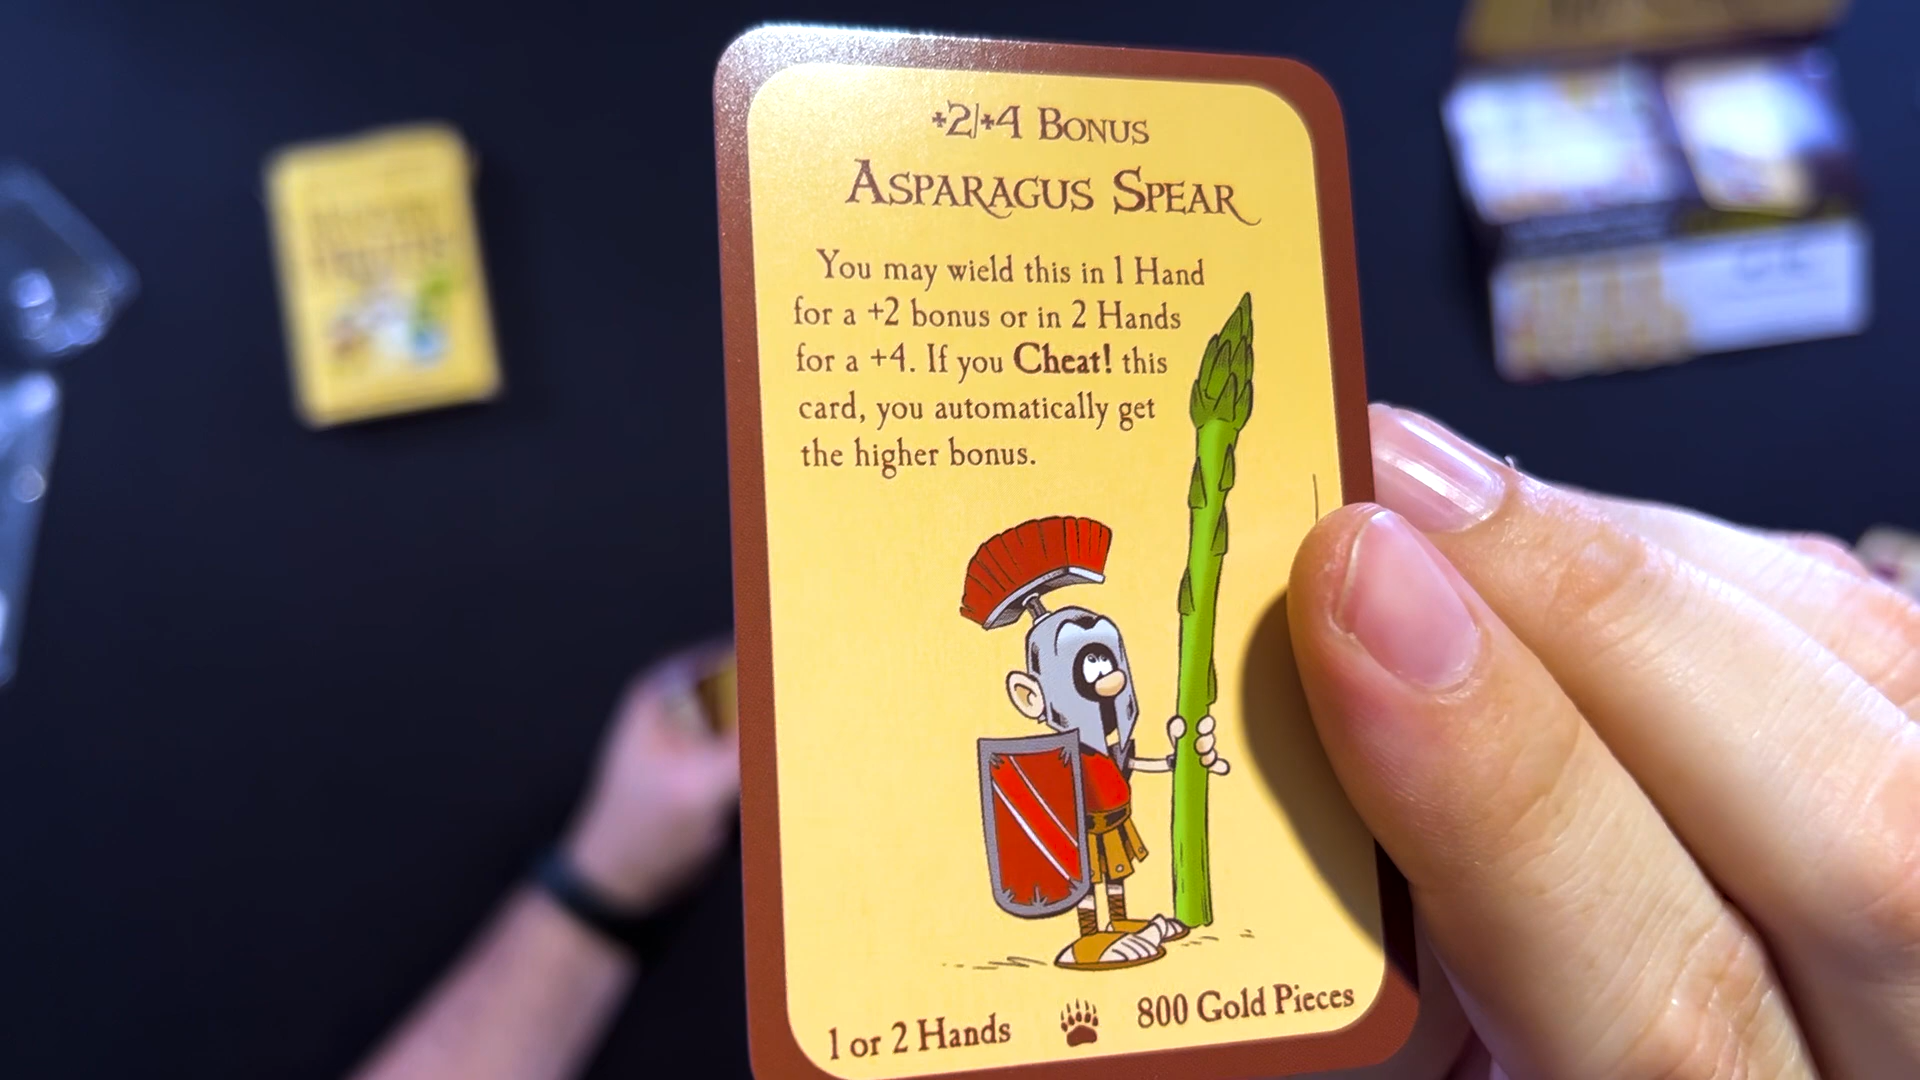 +2/+4 Bonus
Asparagus Spear
You may wield this in 1 Hand
for a +2 bonus or in 2 Hands
for a +4. If you Cheat! this
card, you automatically get
the higher bonus.
1 or 2 Hands 800 Gold Pieces